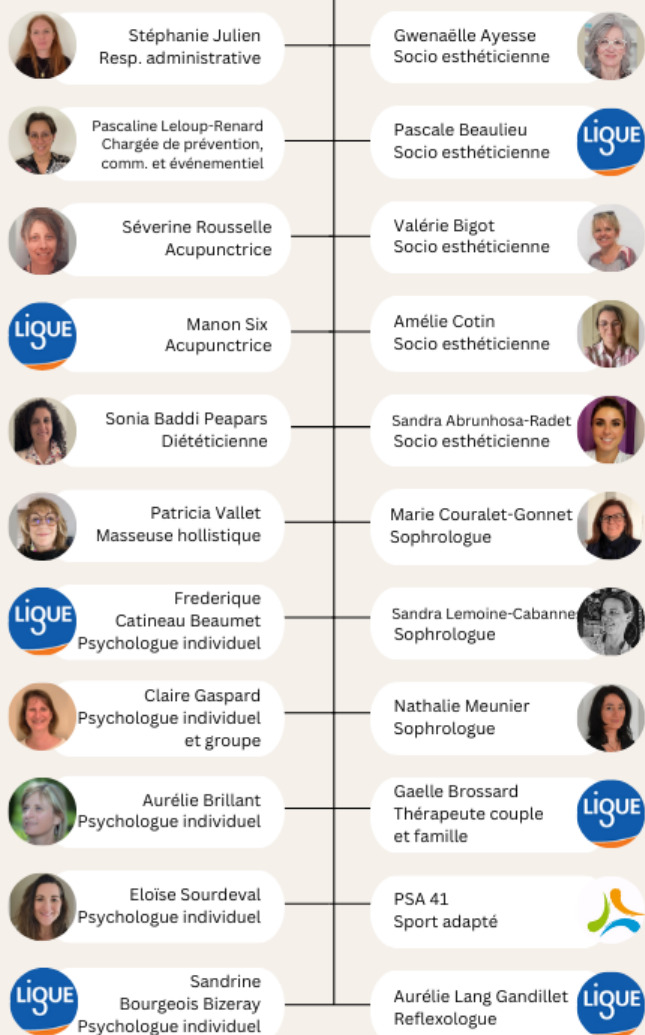 Stéphanie Julien
Resp. administrative
Gwenaëlle Ayesse
Socio esthéticienne
Pascaline Leloup-Renard
Chargée de prévention,
comm. et événementiel
Pascale Beaulieu
Socio esthéticienne
LIGUE
Séverine Rousselle
Acupunctrice
Valérie Bigot
Socio esthéticienne
LIGUE
Manon Six
Acupunctrice
Amélie Cotin
Socio esthéticienne
Sonia Baddi Peapars
Diététicienne
Sandra Abrunhosa-Radet
Socio esthéticienne
Patricia Vallet
Masseuse hollistique
Marie Couralet-Gonnet
Sophrologue
LIGUE
Frederique
Catineau Beaumet
Psychologue individuel
Sandra Lemoine-Cabanne
Sophrologue
Claire Gaspard
Psychologue individuel
et groupe
Nathalie Meunier
Sophrologue
Aurélie Brillant
Psychologue individuel
Gaelle Brossard
Thérapeute couple
et famille
LIGUE
Eloïse Sourdeval
Psychologue individuel
PSA 41
Sport adapté
LIGUE
Sandrine
Bourgeois Bizeray
Psychologue individuel
Aurélie Lang Gandillet
Reflexologue
LIGUE